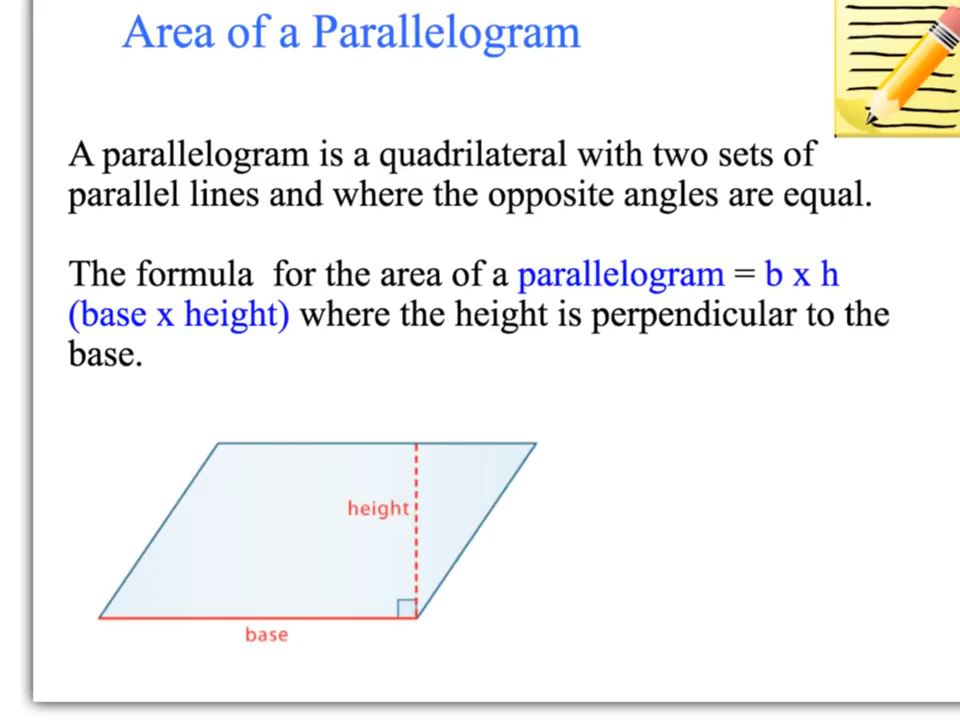 Area of a Parallelogram
A parallelogram is a quadrilateral with two sets of
parallel lines and where the opposite angles are equal.
The formula  for the area of a parallelogram = b x h
(base x height) where the height is perpendicular to the
base.
height
base